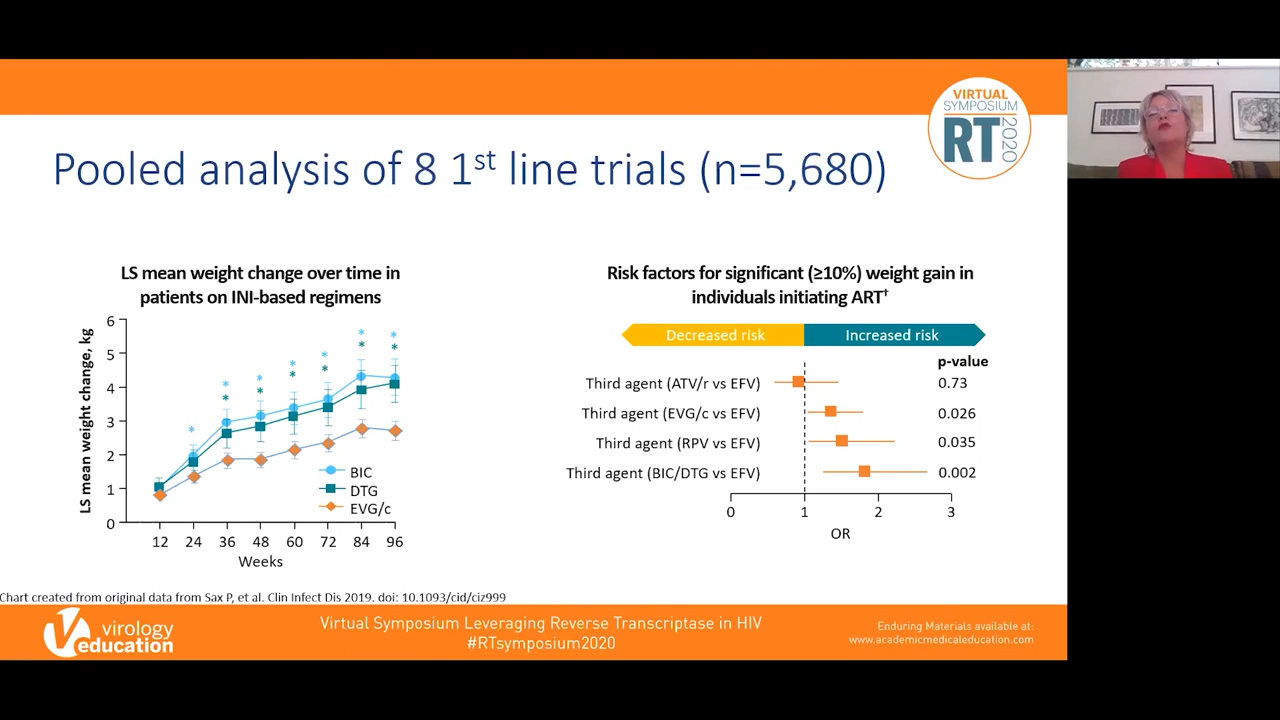 VIRTUAL
SYMPOSIUM
RT
2020
Pooled analysis of 8 1st line trials (n=5,680)
LS mean weight change over time in
patients on INI-based regimens
LS mean weight change, kg
6
5
4
3
2
1
0
* * * * * * *
* * * * * *
BIC
DTG
EVG/c
12 24 36 48 60 72 84 96
Weeks
Risk factors for significant (≥10%) weight gain in
individuals initiating ART†
Decreased risk Increased risk
p-value
Third agent (ATV/r vs EFV) 0.73
Third agent (EVG/c vs EFV) 0.026
Third agent (RPV vs EFV) 0.035
Third agent (BIC/DTG vs EFV) 0.002
0 1 2 3
OR
Chart created from original data from Sax P, et al. Clin Infect Dis 2019. doi: 10.1093/cid/ciz999
virology
education
Virtual Symposium Leveraging Reverse Transcriptase in HIV
#RTsymposium2020
Enduring Materials available at:
www.academicmedicaleducation.com